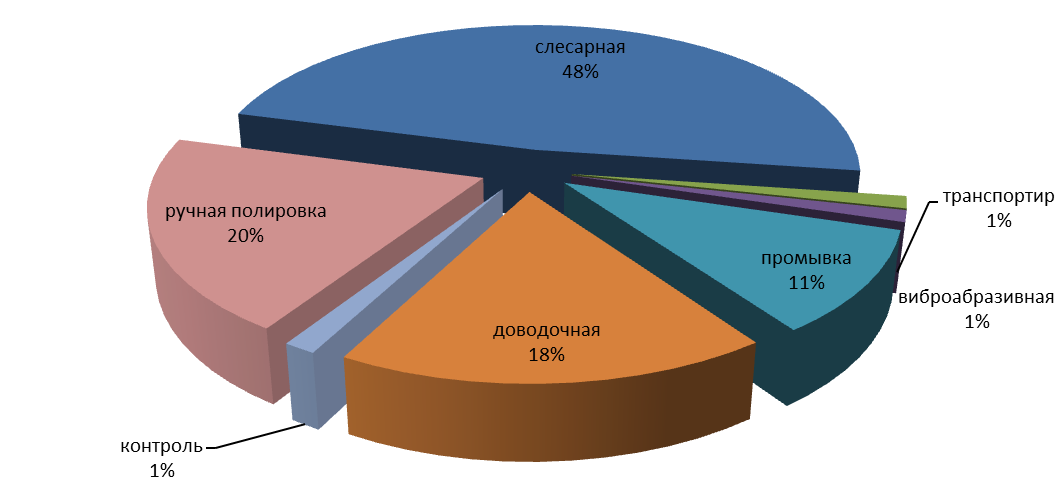 слесарная
48%
транспортир
1%
ручная полировка
20%
промывка
11%
виброабразивная
1%
доводочная
18%
контроль
1%